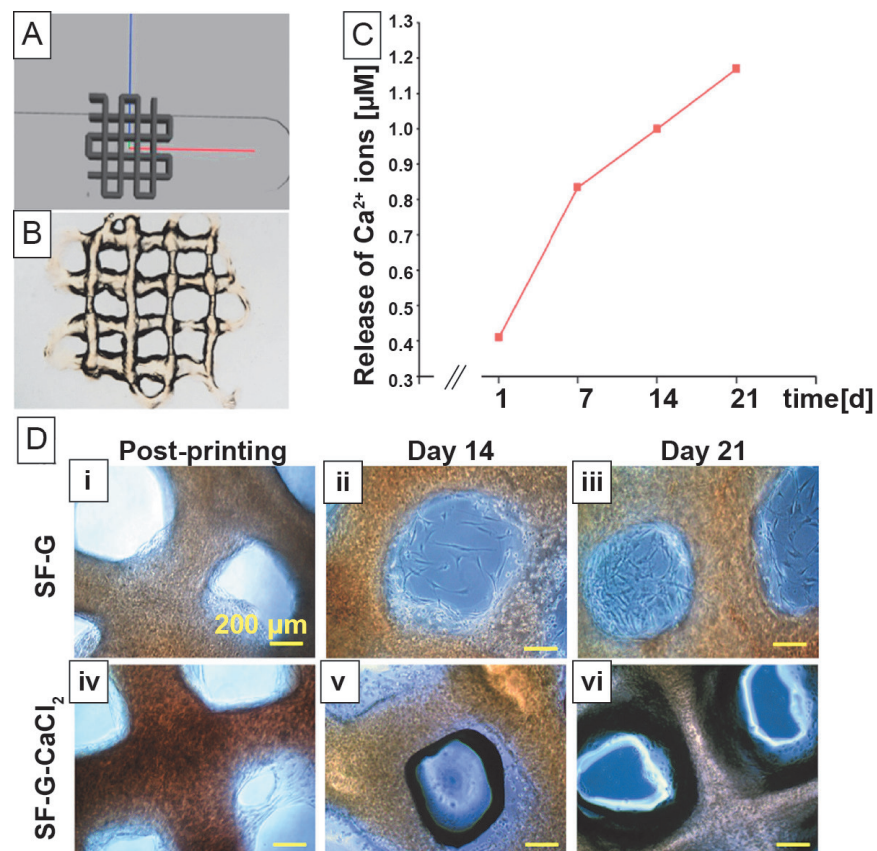 A
B
C
Release of Ca²⁺ ions [µM]
1.3
1.2
1.1
1.0
0.9
0.8
0.7
0.6
0.5
0.4
0.3
//
1 7 14 21 time[d]
D
Post-printing Day 14 Day 21
SF-G
i ii iii
200 µm
SF-G-CaCl₂
iv v vi